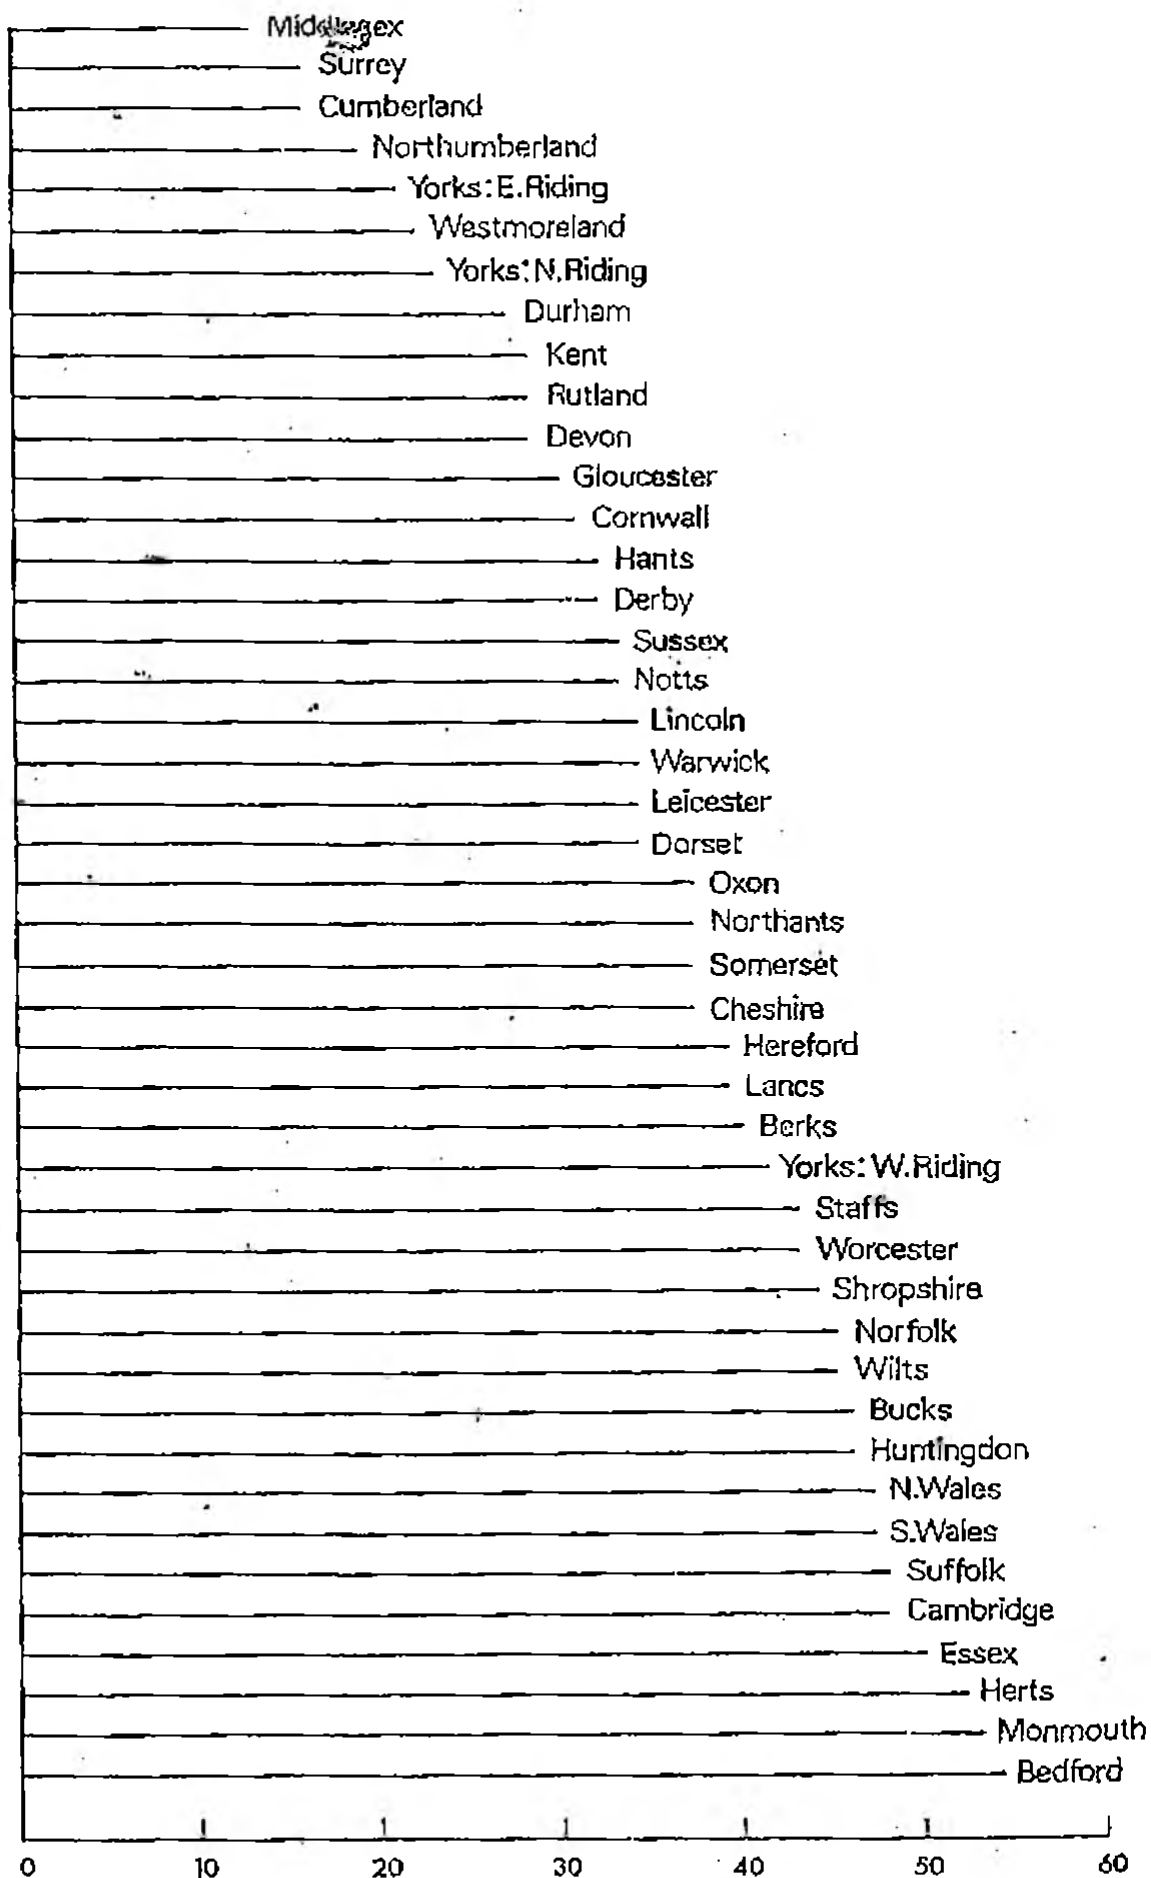 Middlesex
Surrey
Cumberland
Northumberland
Yorks: E.Riding
Westmoreland
Yorks: N.Riding
Durham
Kent
Rutland
Devon
Gloucester
Cornwall
Hants
Derby
Sussex
Notts
Lincoln
Warwick
Leicester
Dorset
Oxon
Northants
Somerset
Cheshire
Hereford
Lancs
Berks
Yorks: W.Riding
Staffs
Worcester
Shropshire
Norfolk
Wilts
Bucks
Huntingdon
N.Wales
S.Wales
Suffolk
Cambridge
Essex
Herts
Monmouth
Bedford
0 10 20 30 40 50 60